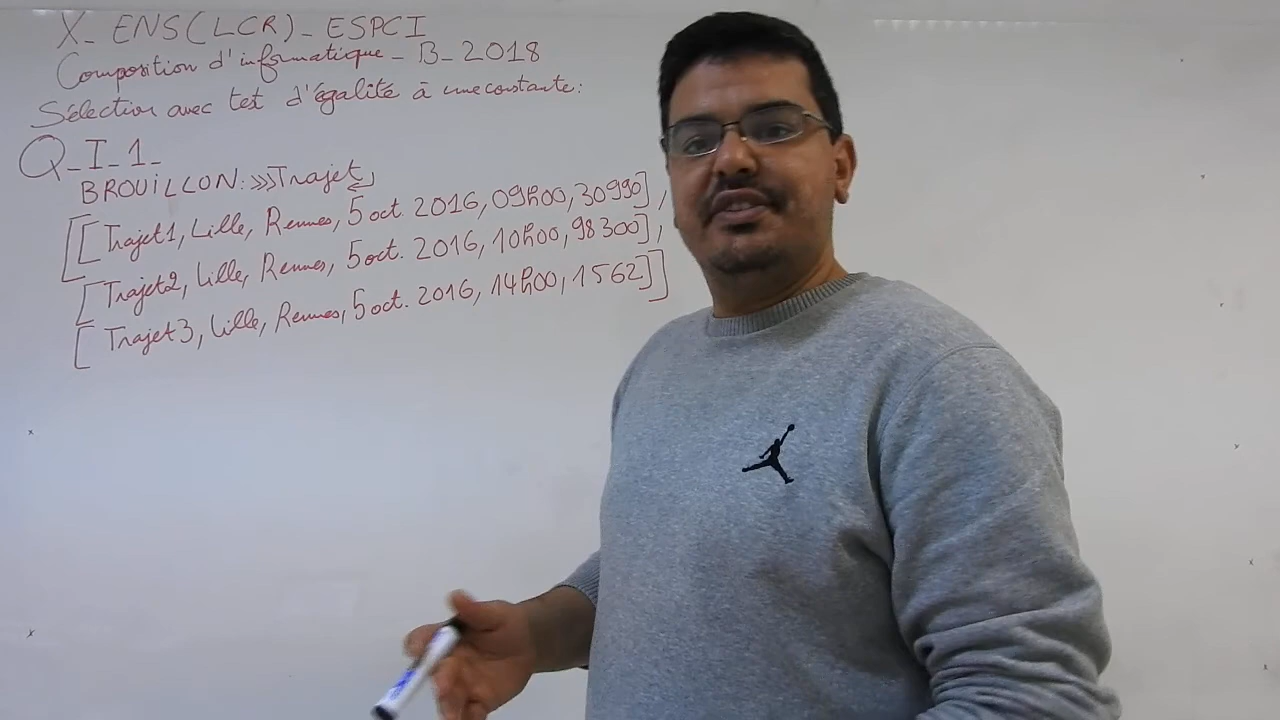 X_ ENS(LCR)_ ESPCI
Composition d'informatique _ B_ 2018
Sélection avec test d'égalité à une constante:
Q_I_1_
BROUILLON: >>> Trajet
[[Trajet1, Lille, Rennes, 5 oct. 2016, 09h00, 30990],
[Trajet2, Lille, Rennes, 5 oct. 2016, 10h00, 98300],
[Trajet3, Lille, Rennes, 5 oct. 2016, 14h00, 1562]]